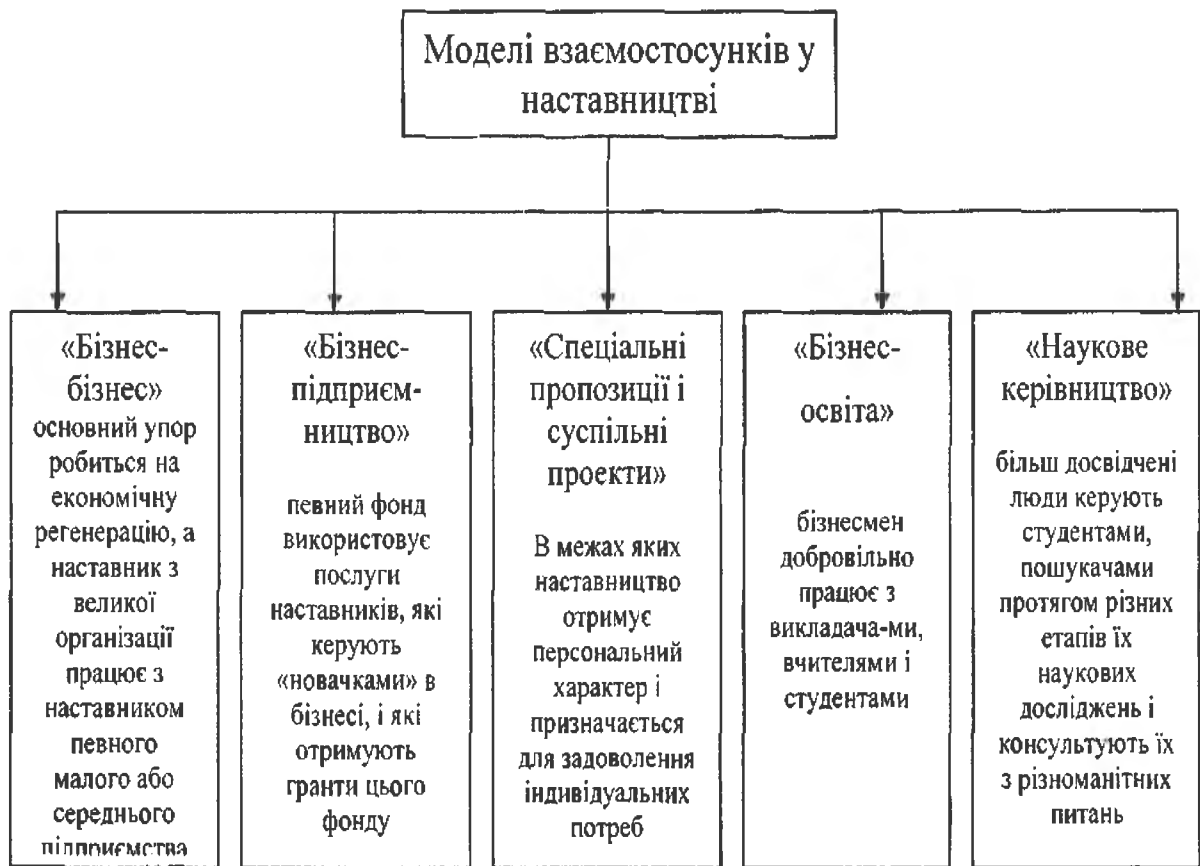 Моделі взаємостосунків у
наставництві
«Бізнес-
бізнес»
основний упор
робиться на
економічну
регенерацію, а
наставник з
великої
організації
працює з
наставником
певного
малого або
середнього
підприємства
«Бізнес-
підприєм-
ництво»
певний фонд
використовує
послуги
наставників, які
керують
«новачками» в
бізнесі, і які
отримують
гранти цього
фонду
«Спеціальні
пропозиції і
суспільні
проекти»
В межах яких
наставництво
отримує
персональний
характер і
призначається
для задоволення
індивідуальних
потреб
«Бізнес-
освіта»
бізнесмен
добровільно
працює з
викладача-ми,
вчителями і
студентами
«Наукове
керівництво»
більш досвідчені
люди керують
студентами,
пошукачами
протягом різних
етапів їх
наукових
досліджень і
консультують їх
з різноманітних
питань